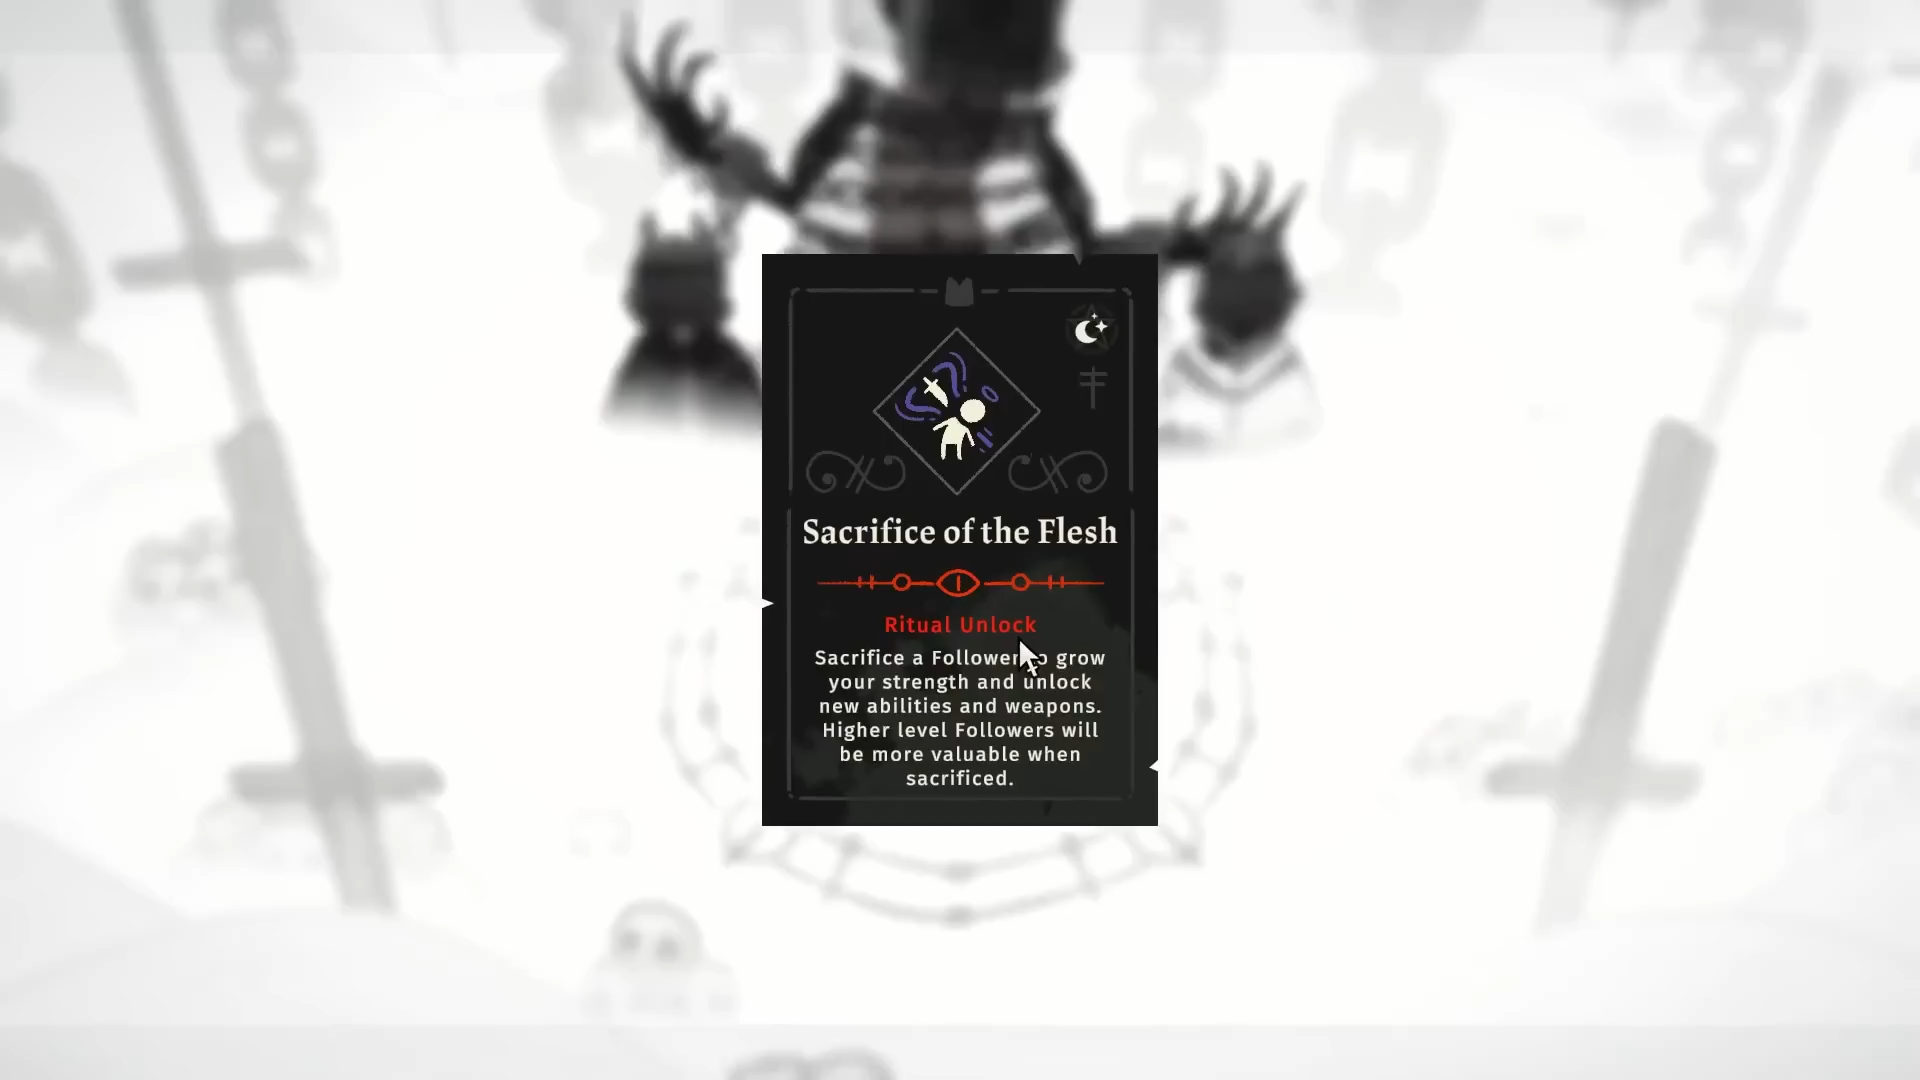 Sacrifice of the Flesh
Ritual Unlock
Sacrifice a Follower to grow
your strength and unlock
new abilities and weapons.
Higher level Followers will
be more valuable when
sacrificed.